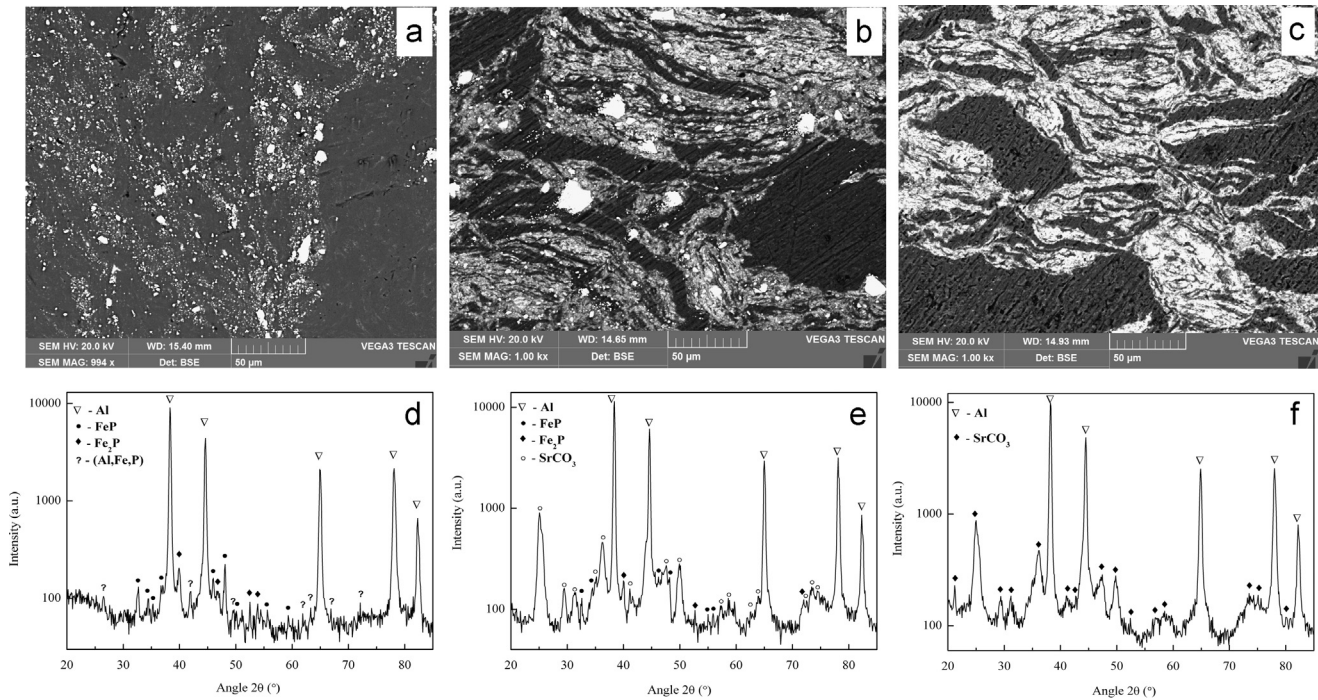 a
SEM HV: 20.0 kV WD: 15.40 mm VEGA3 TESCAN
SEM MAG: 994 x Det: BSE 50 µm
b
SEM HV: 20.0 kV WD: 14.65 mm VEGA3 TESCAN
SEM MAG: 1.00 kx Det: BSE 50 µm
c
SEM HV: 20.0 kV WD: 14.93 mm VEGA3 TESCAN
SEM MAG: 1.00 kx Det: BSE 50 µm
d
▽ - Al
● - FeP
◆ - Fe₂P
? - (Al,Fe,P)
Intensity (a.u.)
10000
1000
100
? ? ? ? ? ? ?
20 30 40 50 60 70 80
Angle 2θ (°)
e
▽ - Al
● - FeP
◆ - Fe₂P
○ - SrCO₃
Intensity (a.u.)
10000
1000
100
20 30 40 50 60 70 80
Angle 2θ (°)
f
▽ - Al
◆ - SrCO₃
Intensity (a.u.)
10000
1000
100
20 30 40 50 60 70 80
Angle 2θ (°)